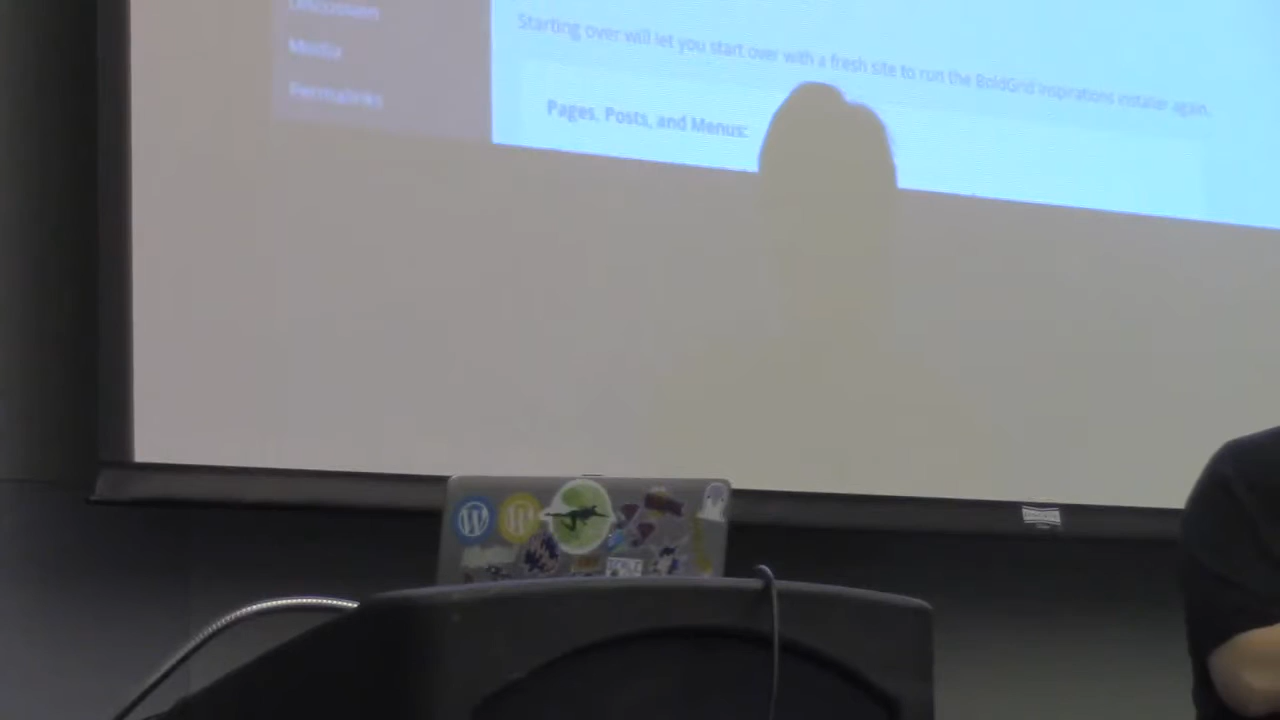 Discussion
Media
Permalinks
Starting over will let you start over with a fresh site to run the BoldGrid Inspirations installer again.
Pages, Posts, and Menus: